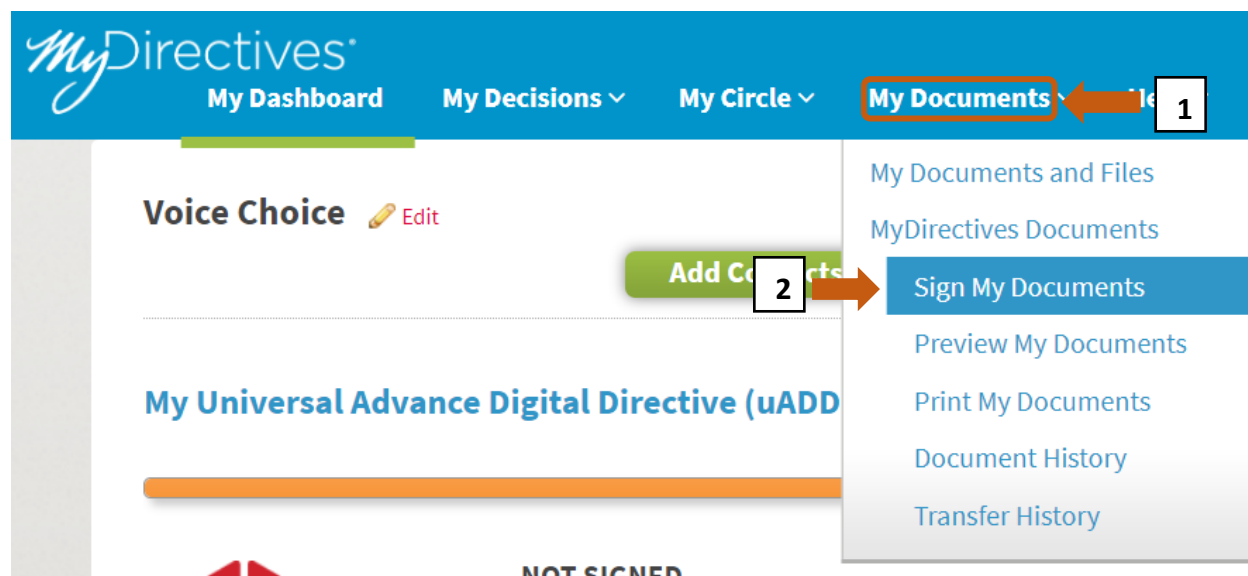 MyDirectives
My Dashboard My Decisions My Circle My Documents 1
My Documents and Files
Voice Choice Edit
MyDirectives Documents
Add 2 Sign My Documents
Preview My Documents
My Universal Advance Digital Directive (uADD Print My Documents
Document History
Transfer History
NOT SIGNED